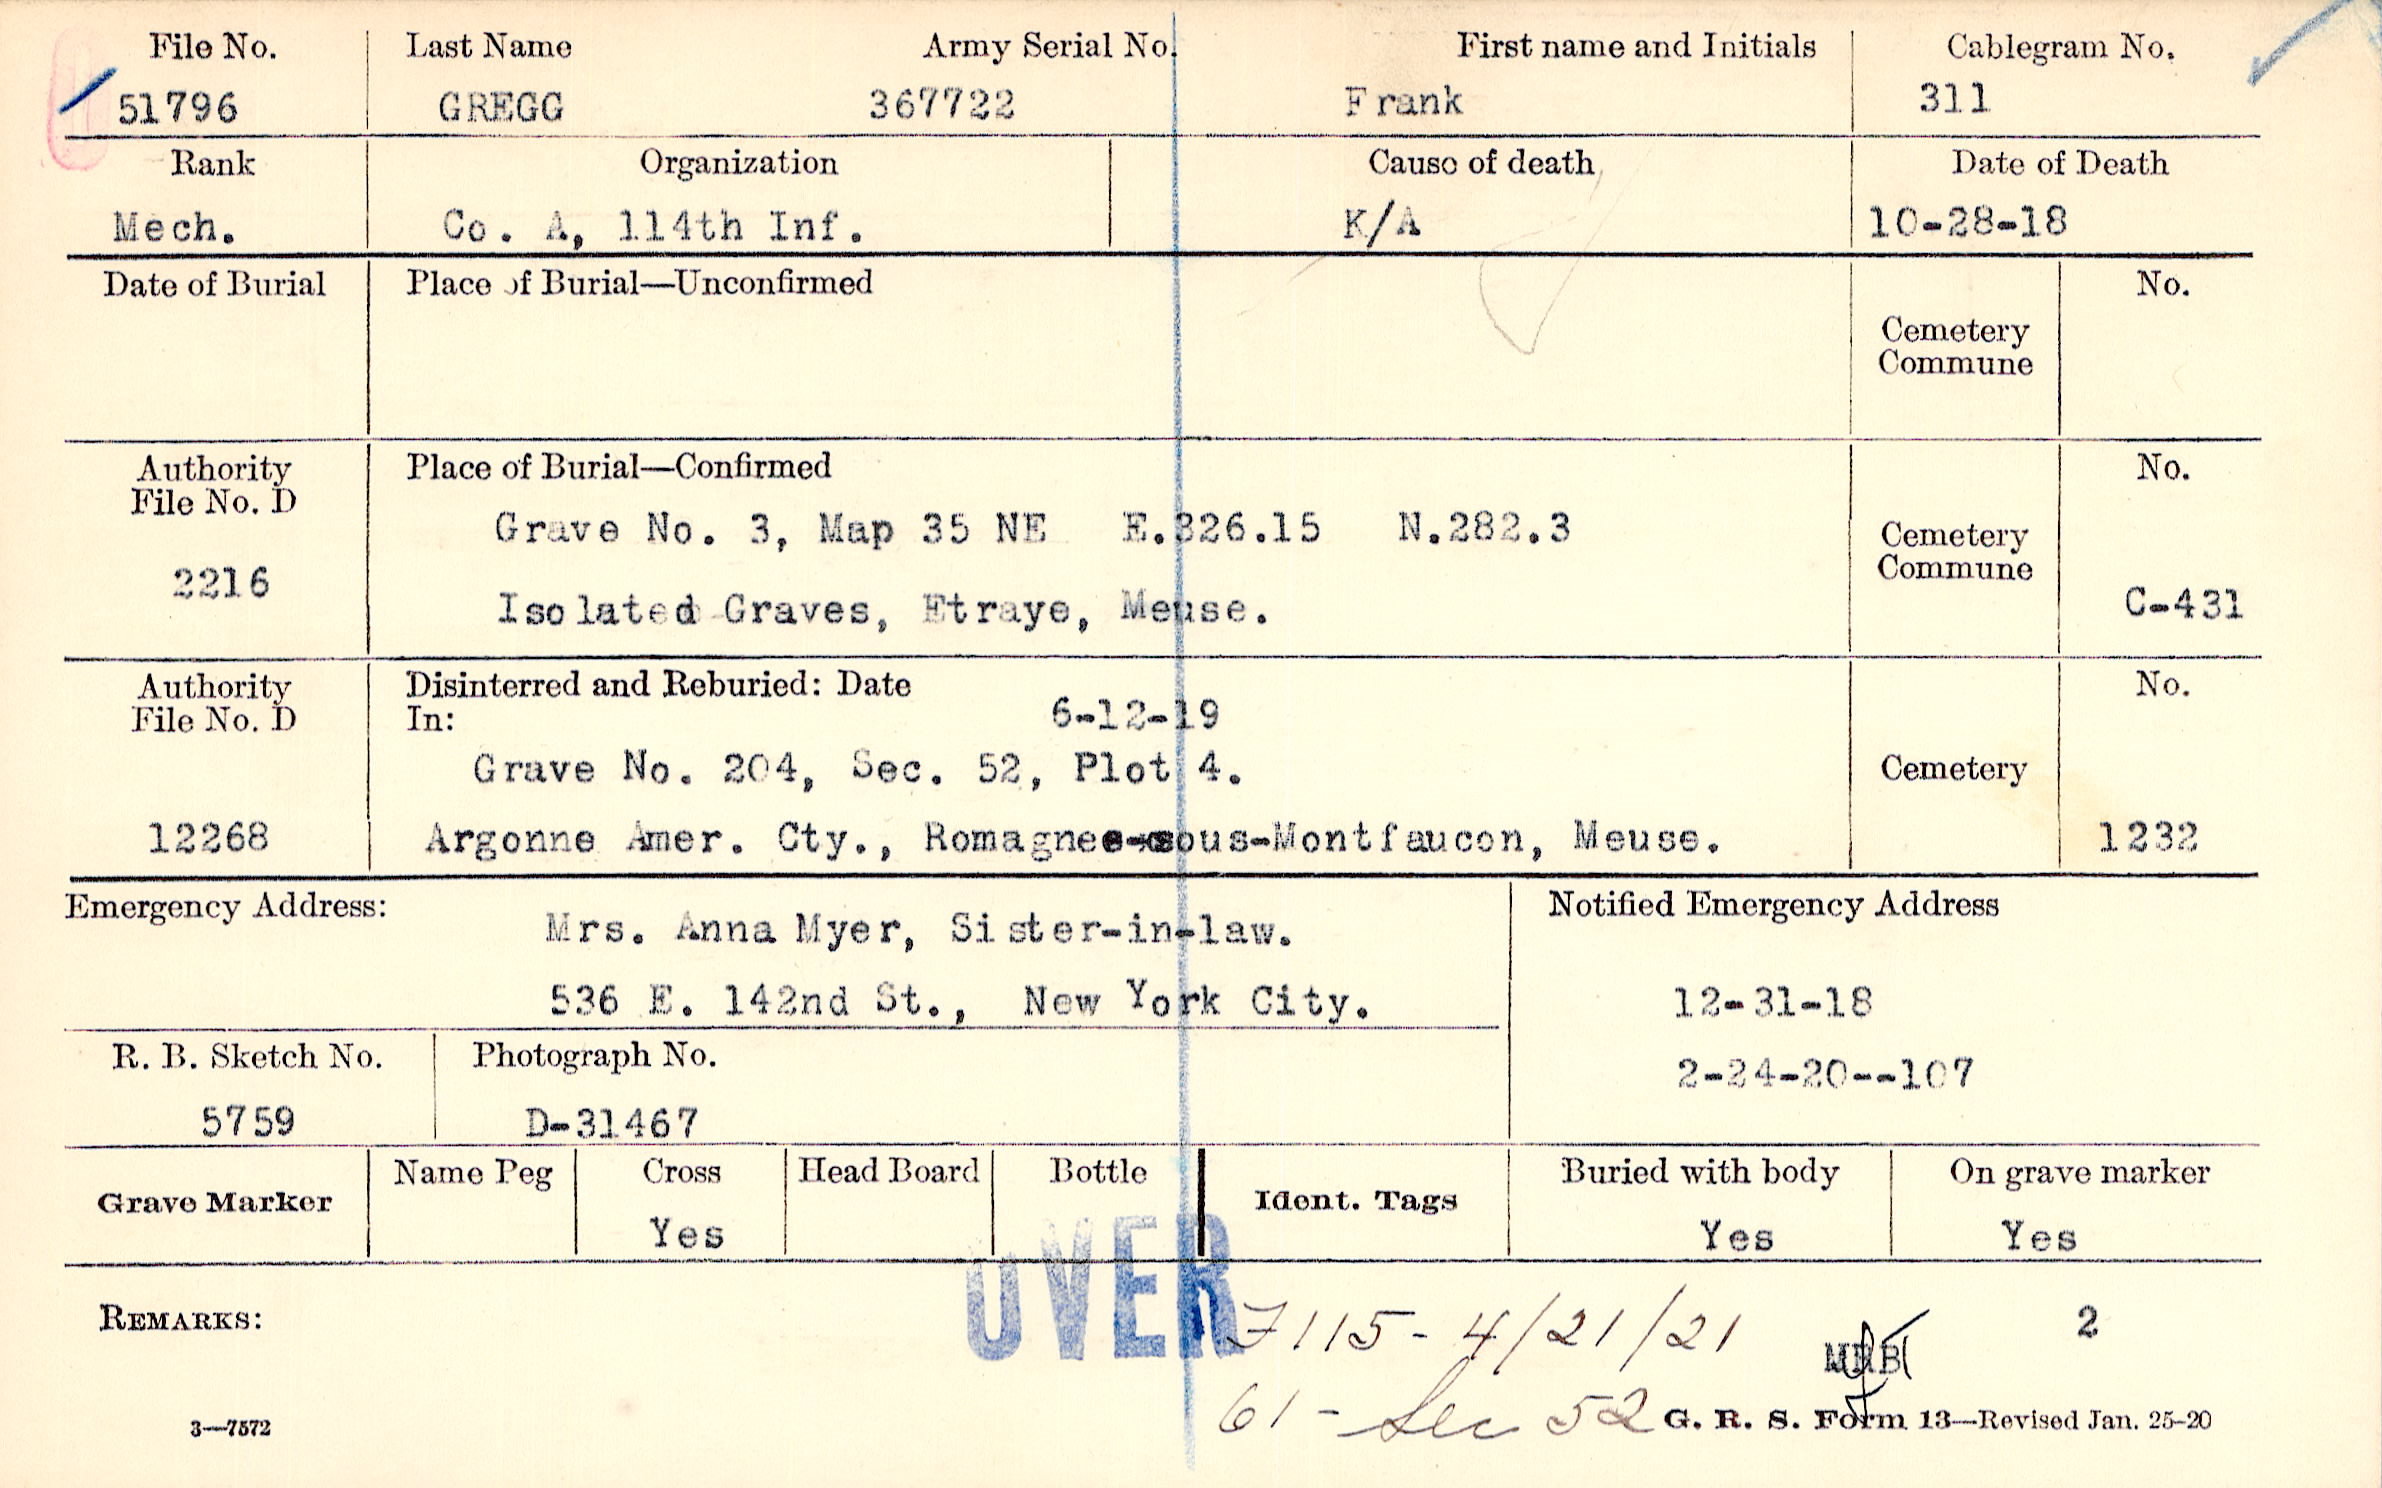 File No. Last Name Army Serial No. First name and Initials Cablegram No.
51796 GREGG 367722 Frank 311
Rank Organization Cause of death Date of Death
Mech. Co. A, 114th Inf. K/A 10-28-18
Date of Burial Place of Burial—Unconfirmed No.
Cemetery
Commune
Authority Place of Burial—Confirmed No.
File No. D
Grave No. 3, Map 35 NE E.326.15 N.282.3
Cemetery
Commune
2216
Isolated Graves, Etraye, Meuse. C-431
Authority Disinterred and Reburied: Date No.
File No. D In: 6-12-19
Grave No. 204, Sec. 52, Plot 4. Cemetery
12268 Argonne Amer. Cty., Romagne-sous-Montfaucon, Meuse. 1232
Emergency Address: Notified Emergency Address
Mrs. Anna Myer, Sister-in-law.
536 E. 142nd St., New York City. 12-31-18
R. B. Sketch No. Photograph No.
2-24-20--107
5759 D-31467
Grave Marker Name Peg Cross Head Board Bottle Ident. Tags Buried with body On grave marker
Yes Yes Yes
OVER
REMARKS: 7115- 4/21/21 2
61 - Sec 52
3—7572 G. R. S. Form 13—Revised Jan. 25-20